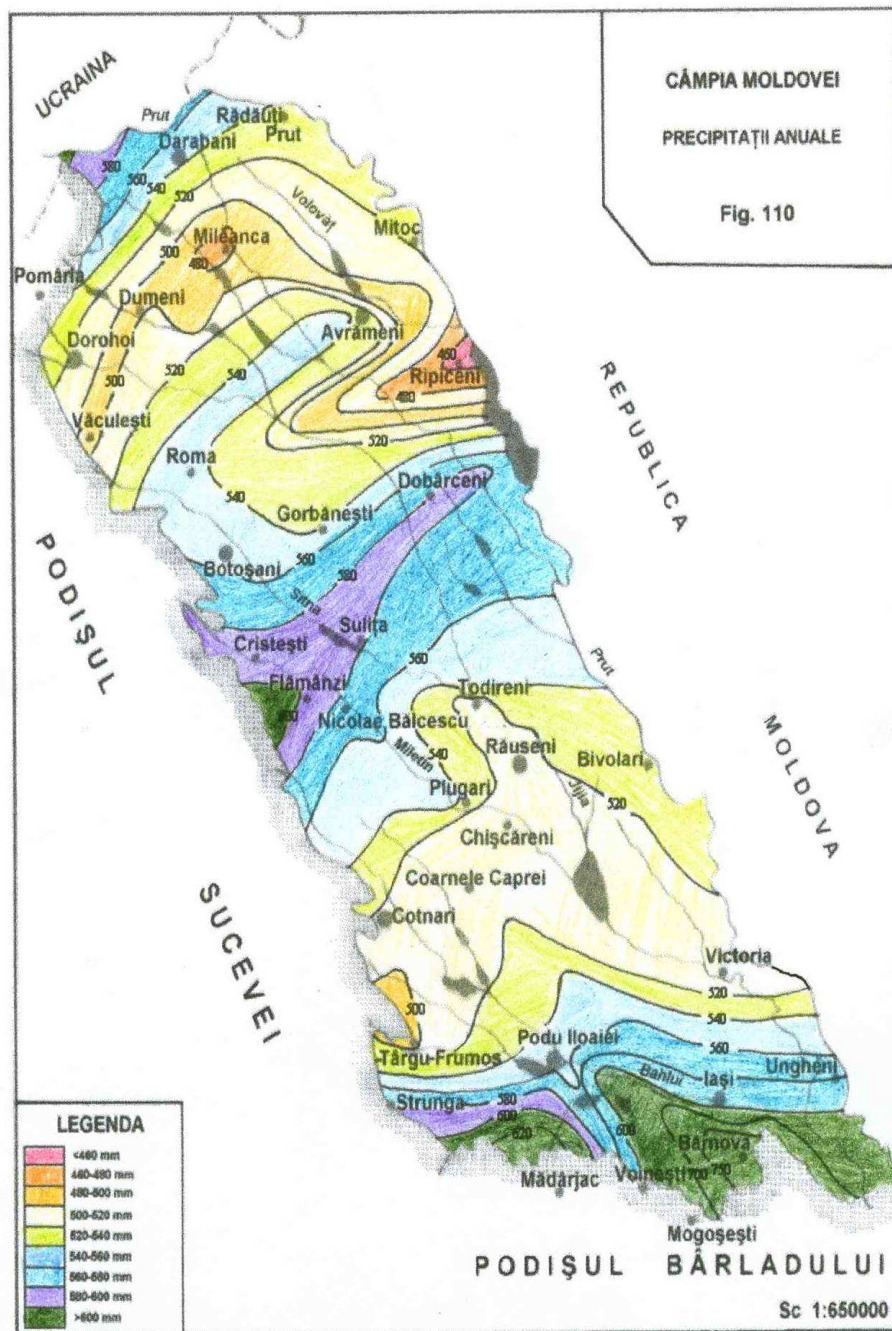 CÂMPIA MOLDOVEI
PRECIPITAȚII ANUALE
Fig. 110
UCRAINA
Prut
Rădăuți
Prut
Darabani
580
560
540
520
Volovăț
Mitoc
500
Mileanca
480
Pomârla
Dumeni
Avrămeni
Dorohoi
460
Ripiceni
520
540
500
480
REPUBLICA
Văculești
520
Roma
Dobârceni
540
Gorbănești
560
Botoșani
580
PODIȘUL
Sitna
Sulița
Cristești
560
Prut
Flămânzi
Todireni
Nicolae Bălcescu
MOLDOVA
540
Miletin
Răuseni
Bivolari
Jijia
520
Plugari
Chișcăreni
Coarnele Caprei
SUCEVEI
Cotnari
Victoria
520
500
540
Podu Iloaiei
560
Târgu-Frumos
Bahlui
Ungheni
Iași
Strunga
580
600
620
600
Bârnova
750
700
Mădârjac
Voinești
Mogoșești
PODIȘUL BÂRLADULUI
Sc 1:650000
LEGENDA
<460 mm
460-480 mm
480-500 mm
500-520 mm
520-540 mm
540-560 mm
560-580 mm
580-600 mm
>600 mm